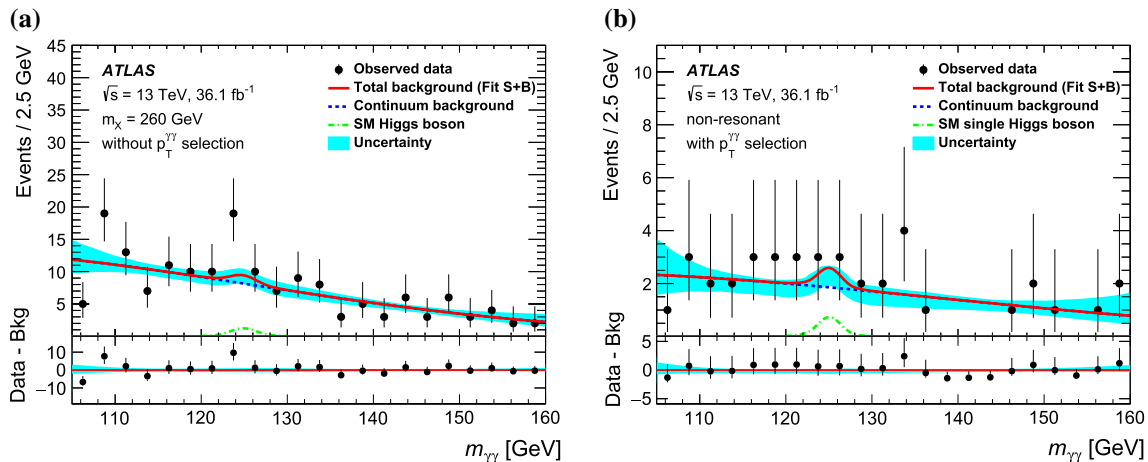 (a)
Events / 2.5 GeV
45
40
35
30
25
20
15
10
5
ATLAS
√s = 13 TeV, 36.1 fb⁻¹
m_X = 260 GeV
without p_T^γγ selection
Observed data
Total background (Fit S+B)
Continuum background
SM Higgs boson
Uncertainty
Data - Bkg
10
0
−10
110 120 130 140 150 160
m_γγ [GeV]
(b)
Events / 2.5 GeV
10
8
6
4
2
ATLAS
√s = 13 TeV, 36.1 fb⁻¹
non-resonant
with p_T^γγ selection
Observed data
Total background (Fit S+B)
Continuum background
SM single Higgs boson
Uncertainty
Data - Bkg
5
0
−5
110 120 130 140 150 160
m_γγ [GeV]